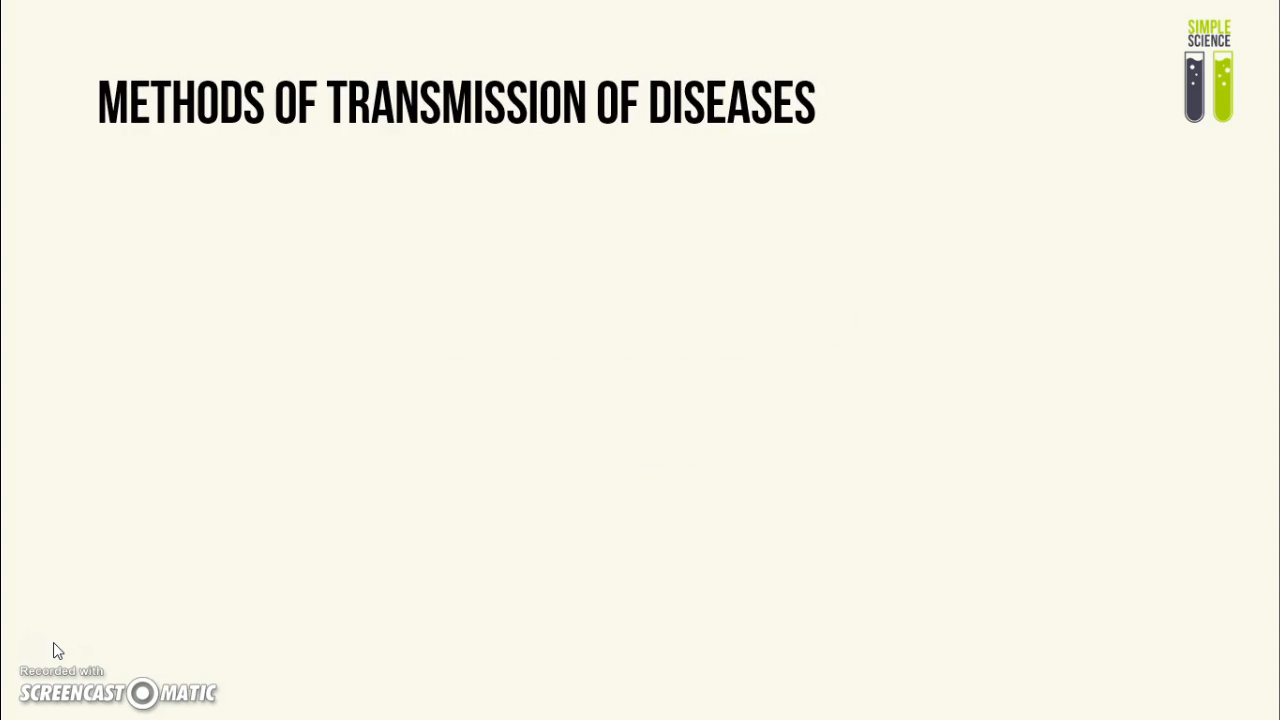 SIMPLE
SCIENCE
METHODS OF TRANSMISSION OF DISEASES
Recorded with
SCREENCAST MATIC